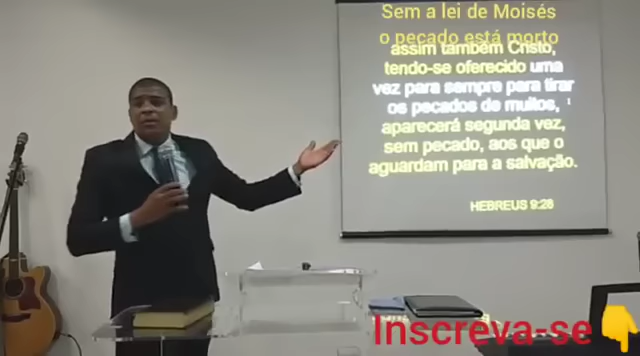 Sem a lei de Moisés
o pecado está morto
assim também Cristo,
tendo-se oferecido uma
vez para sempre para tirar
os pecados de muitos,
aparecerá segunda vez,
sem pecado, aos que o
aguardam para a salvação.
HEBREUS 9:28
Inscreva-se